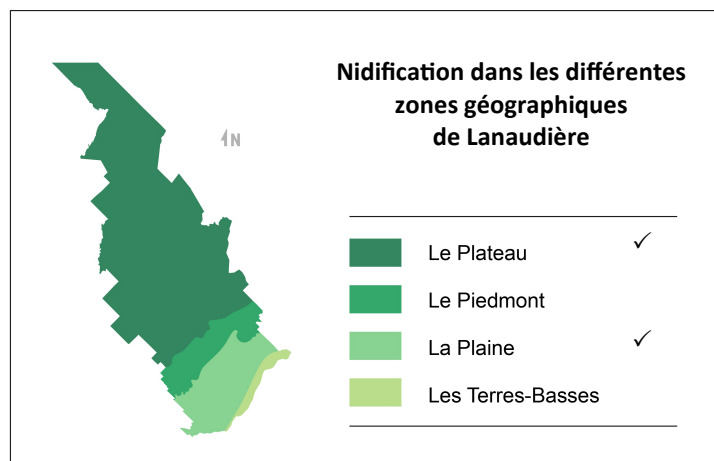 Nidification dans les différentes
zones géographiques
de Lanaudière
N
Le Plateau ✓
Le Piedmont
La Plaine ✓
Les Terres-Basses